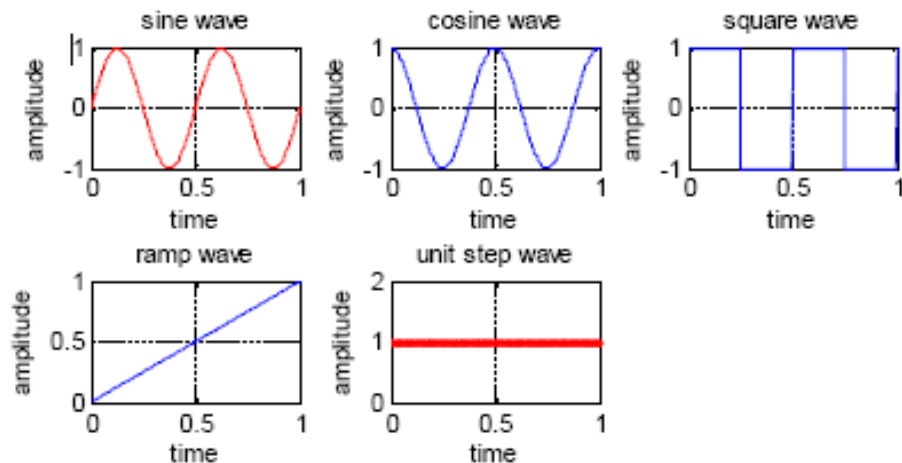 sine wave
amplitude
1
0
-1
0 0.5 1
time
cosine wave
amplitude
1
0
-1
0 0.5 1
time
square wave
amplitude
1
0
-1
0 0.5 1
time
ramp wave
amplitude
1
0.5
0
0 0.5 1
time
unit step wave
amplitude
2
1
0
0 0.5 1
time